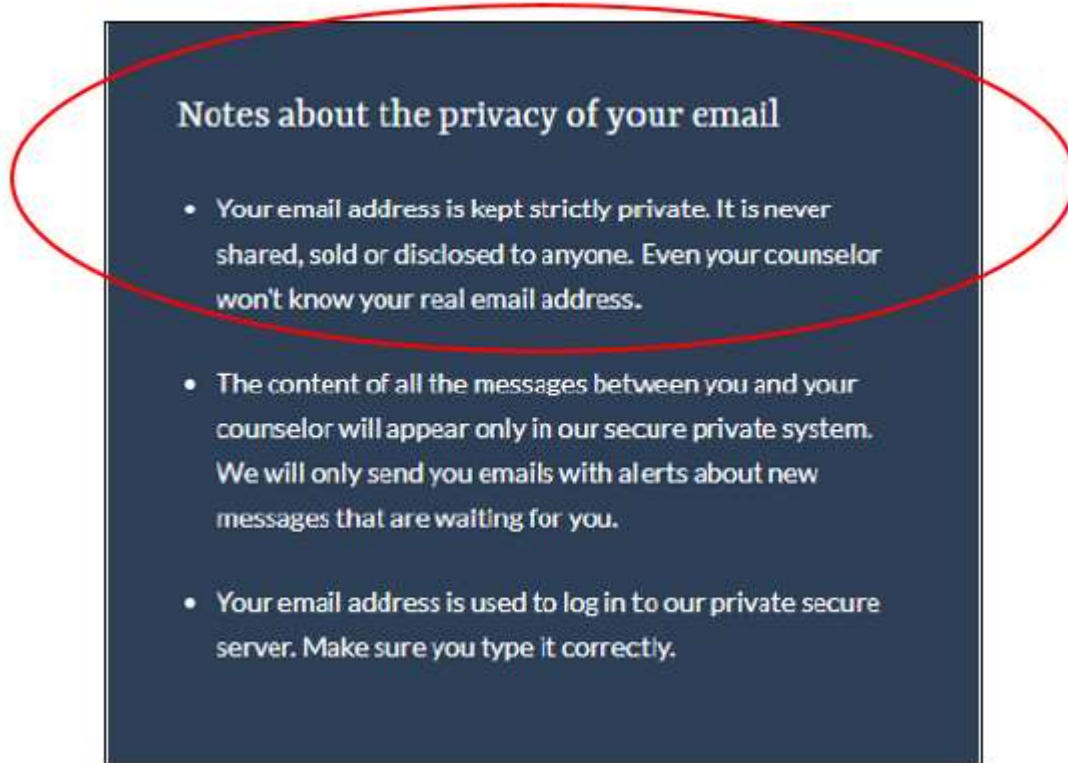 Notes about the privacy of your email
• Your email address is kept strictly private. It is never
shared, sold or disclosed to anyone. Even your counselor
won't know your real email address.
• The content of all the messages between you and your
counselor will appear only in our secure private system.
We will only send you emails with alerts about new
messages that are waiting for you.
• Your email address is used to log in to our private secure
server. Make sure you type it correctly.